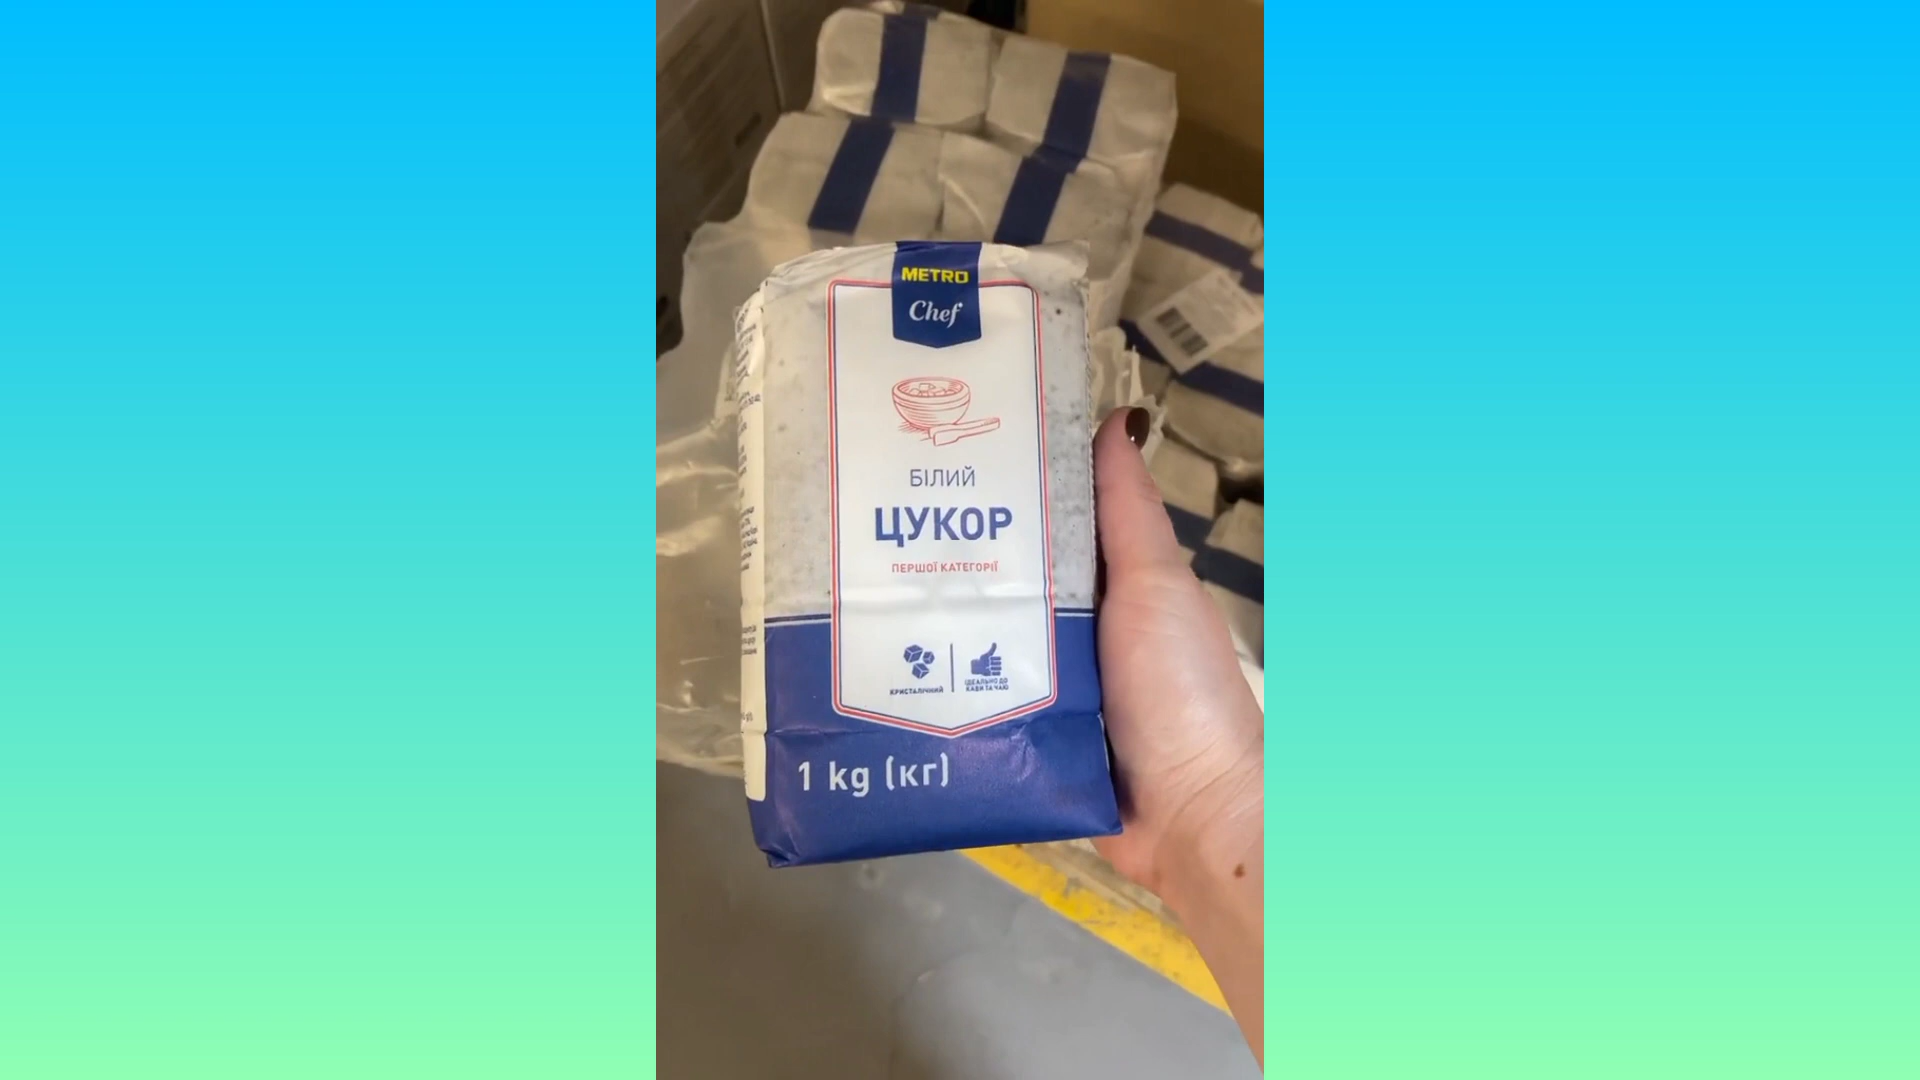 METRO
Chef
БІЛИЙ
ЦУКОР
ПЕРШОЇ КАТЕГОРІЇ
КРИСТАЛІЧНИЙ
ІДЕАЛЬНО ДО
КАВИ ТА ЧАЮ
1 kg (кг)